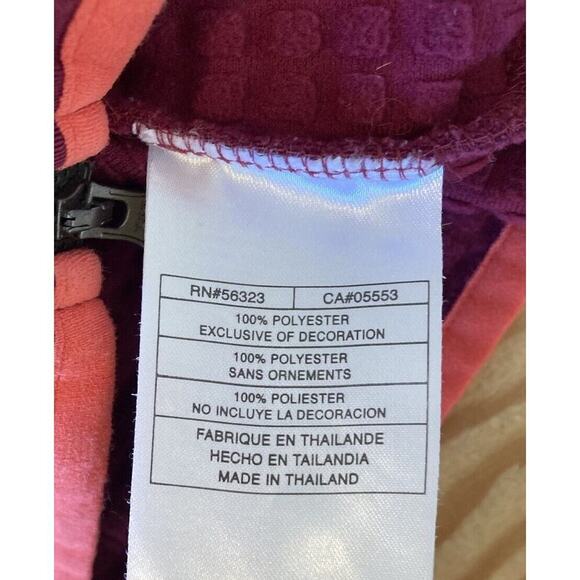 RN#56323 CA#05553
100% POLYESTER
EXCLUSIVE OF DECORATION
100% POLYESTER
SANS ORNEMENTS
100% POLIESTER
NO INCLUYE LA DECORACION
FABRIQUE EN THAILANDE
HECHO EN TAILANDIA
MADE IN THAILAND